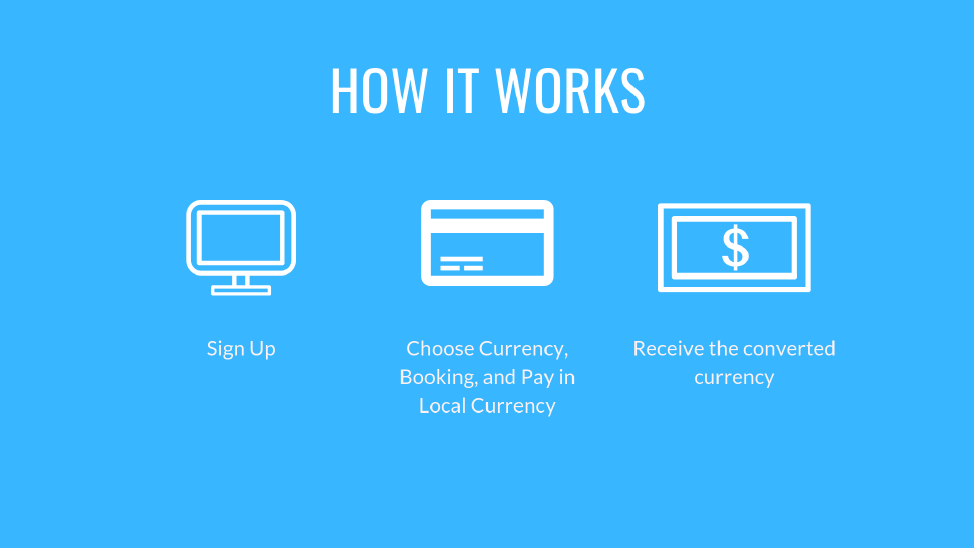 HOW IT WORKS
$
Sign Up
Choose Currency,
Booking, and Pay in
Local Currency
Receive the converted
currency